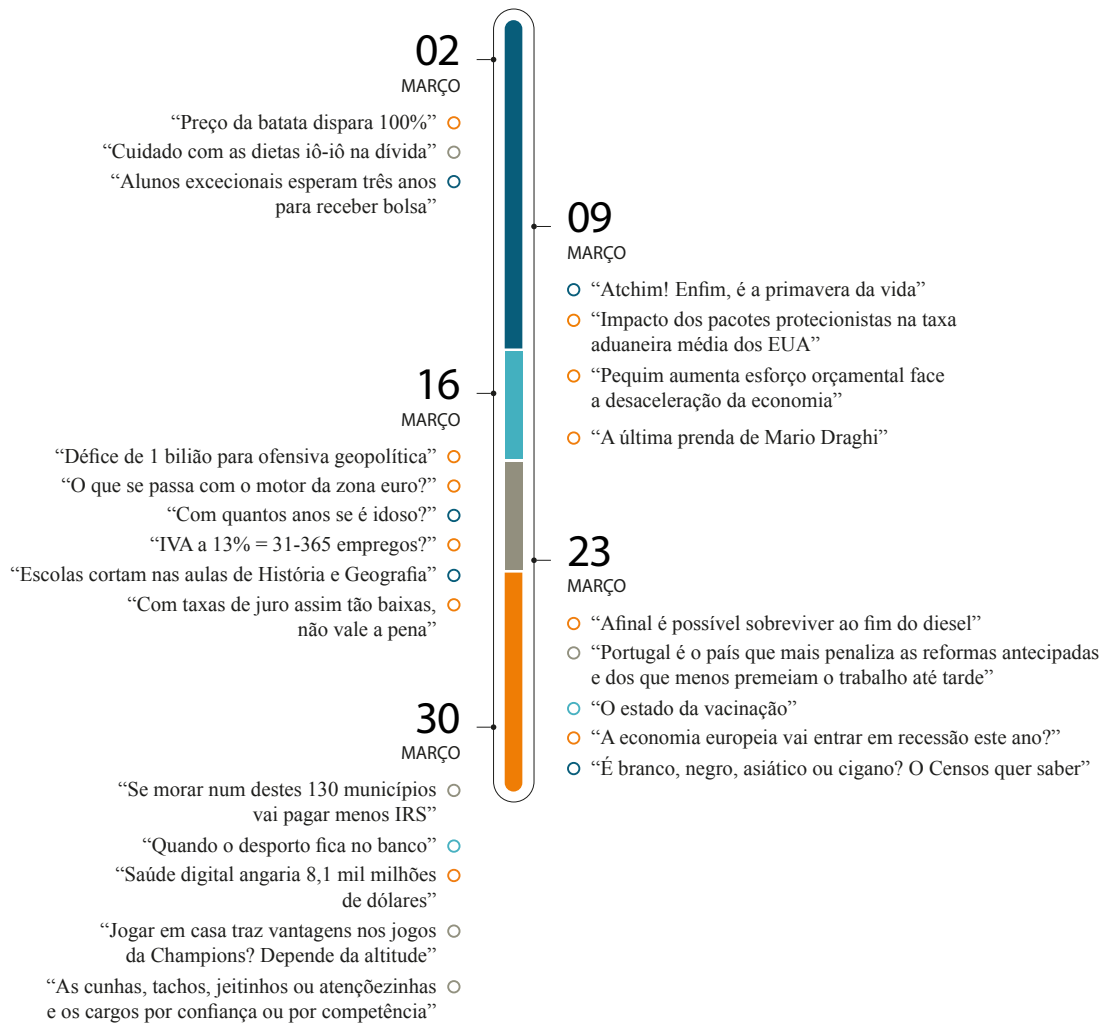 02
MARÇO
“Preço da batata dispara 100%”
“Cuidado com as dietas iô-iô na dívida”
“Alunos excecionais esperam três anos
para receber bolsa”
09
MARÇO
“Atchim! Enfim, é a primavera da vida”
“Impacto dos pacotes protecionistas na taxa
aduaneira média dos EUA”
“Pequim aumenta esforço orçamental face
a desaceleração da economia”
“A última prenda de Mario Draghi”
16
MARÇO
“Défice de 1 bilião para ofensiva geopolítica”
“O que se passa com o motor da zona euro?”
“Com quantos anos se é idoso?”
“IVA a 13% = 31-365 empregos?”
“Escolas cortam nas aulas de História e Geografia”
“Com taxas de juro assim tão baixas,
não vale a pena”
23
MARÇO
“Afinal é possível sobreviver ao fim do diesel”
“Portugal é o país que mais penaliza as reformas antecipadas
e dos que menos premeiam o trabalho até tarde”
“O estado da vacinação”
“A economia europeia vai entrar em recessão este ano?”
“É branco, negro, asiático ou cigano? O Censos quer saber”
30
MARÇO
“Se morar num destes 130 municípios
vai pagar menos IRS”
“Quando o desporto fica no banco”
“Saúde digital angaria 8,1 mil milhões
de dólares”
“Jogar em casa traz vantagens nos jogos
da Champions? Depende da altitude”
“As cunhas, tachos, jeitinhos ou atençõezinhas
e os cargos por confiança ou por competência”